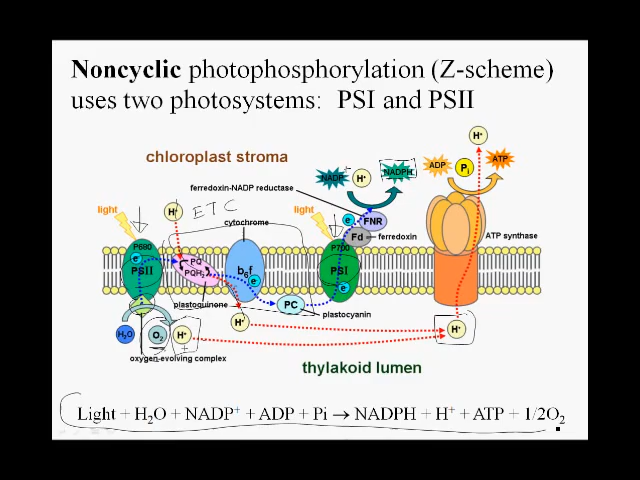 Noncyclic photophosphorylation (Z-scheme)
uses two photosystems: PSI and PSII
chloroplast stroma
H⁺
NADP⁺ H⁺ NADPH ADP Pi ATP
ferredoxin-NADP reductase
light H⁺ ETC light e⁻ FNR
cytochrome
Fd ferredoxin ATP synthase
P680 P700
e⁻ PQ
PSII PQH₂ b₆f PSI
e⁻ e⁻
plastoquinone PC plastocyanin
H₂O O₂ H⁺ + H⁺ H⁺
oxygen-evolving complex
thylakoid lumen
Light + H₂O + NADP⁺ + ADP + Pi → NADPH + H⁺ + ATP + 1/2O₂